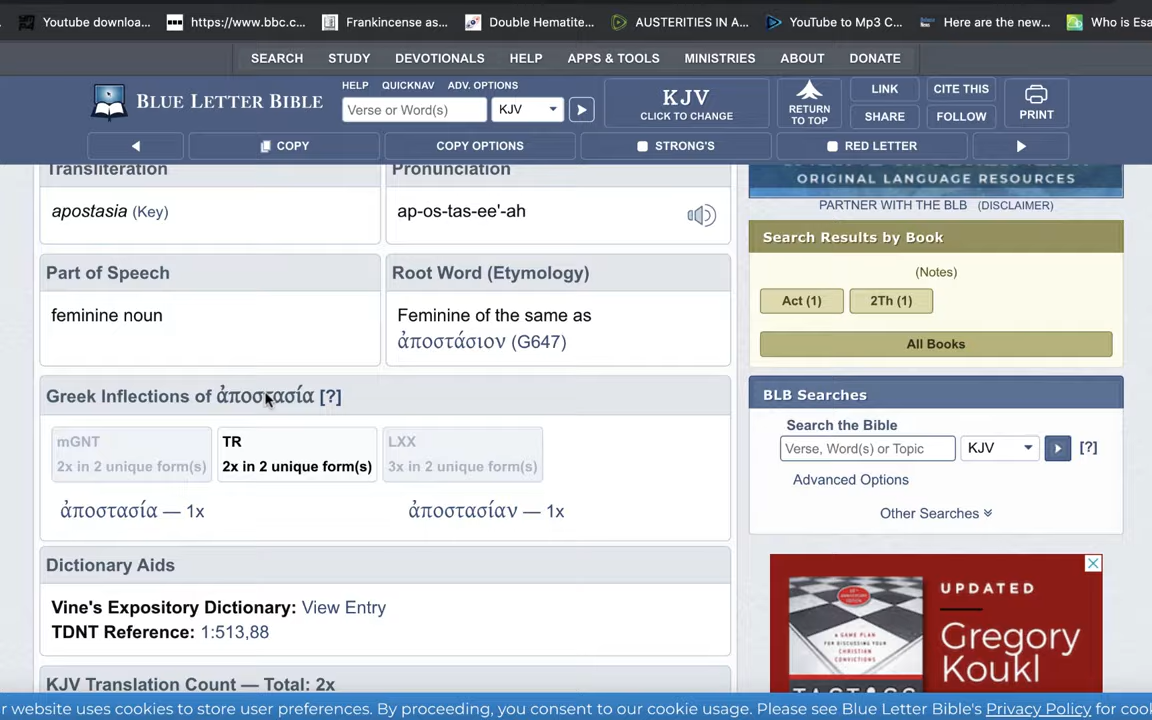 Youtube downloa...
https://www.bbc.c...
Frankincense as...
Double Hematite...
AUSTERITIES IN A...
YouTube to Mp3 C...
Here are the new...
Who is Esa
SEARCH STUDY DEVOTIONALS HELP APPS & TOOLS MINISTRIES ABOUT DONATE
BLUE LETTER BIBLE
HELP QUICKNAV ADV. OPTIONS
Verse or Word(s) KJV
KJV
CLICK TO CHANGE
RETURN
TO TOP
LINK CITE THIS
SHARE FOLLOW
PRINT
COPY COPY OPTIONS STRONG'S RED LETTER
Transliteration
apostasia (Key)
Pronunciation
ap-os-tas-ee'-ah
Part of Speech
feminine noun
Root Word (Etymology)
Feminine of the same as
ἀποστάσιον (G647)
Greek Inflections of ἀποστασία [?]
mGNT
2x in 2 unique form(s)
TR
2x in 2 unique form(s)
LXX
3x in 2 unique form(s)
ἀποστασία — 1x
ἀποστασίαν — 1x
Dictionary Aids
Vine's Expository Dictionary: View Entry
TDNT Reference: 1:513,88
KJV Translation Count — Total: 2x
ORIGINAL LANGUAGE RESOURCES
PARTNER WITH THE BLB (DISCLAIMER)
Search Results by Book
(Notes)
Act (1) 2Th (1)
All Books
BLB Searches
Search the Bible
Verse, Word(s) or Topic KJV [?]
Advanced Options
Other Searches
UPDATED
Gregory
Koukl
A GAME PLAN
FOR DISCUSSING YOUR
CHRISTIAN
CONVICTIONS
r website uses cookies to store user preferences. By proceeding, you consent to our cookie usage. Please see Blue Letter Bible's Privacy Policy for cook